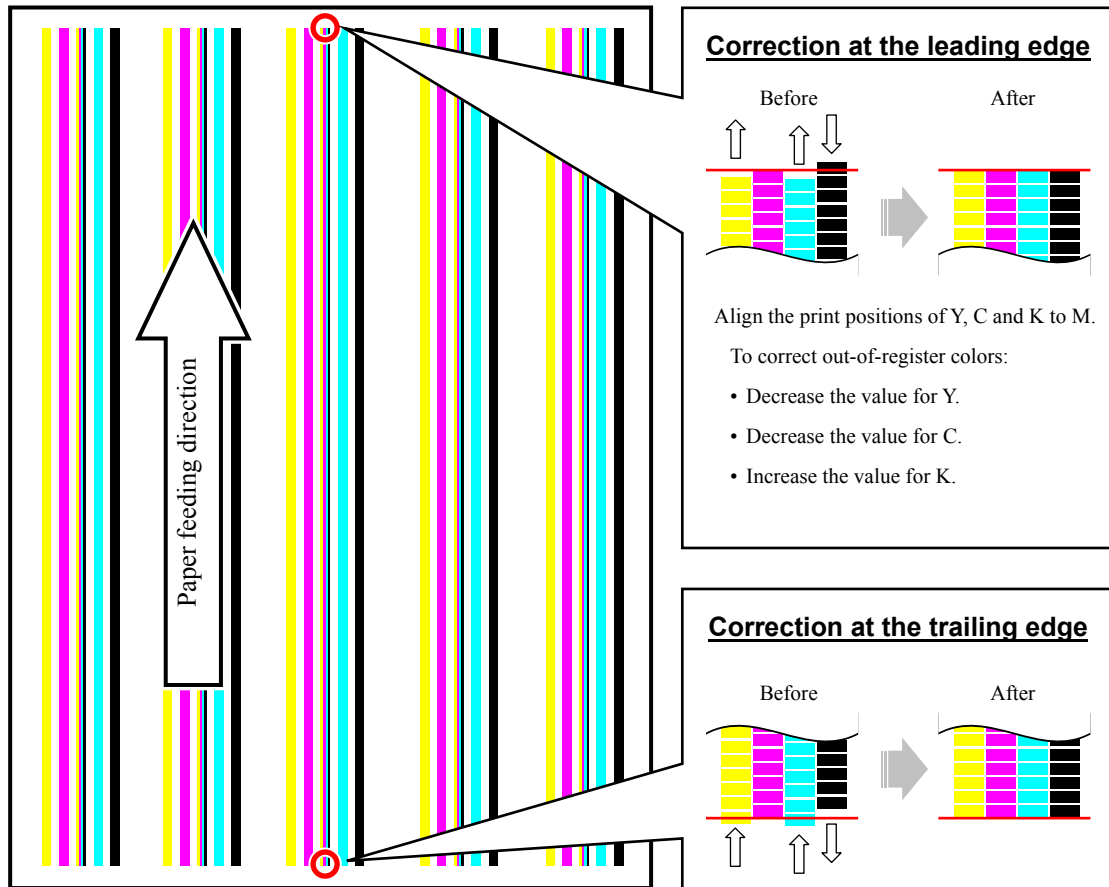 Paper feeding direction
Correction at the leading edge
Before
After
Align the print positions of Y, C and K to M.
To correct out-of-register colors:
• Decrease the value for Y.
• Decrease the value for C.
• Increase the value for K.
Correction at the trailing edge
Before
After